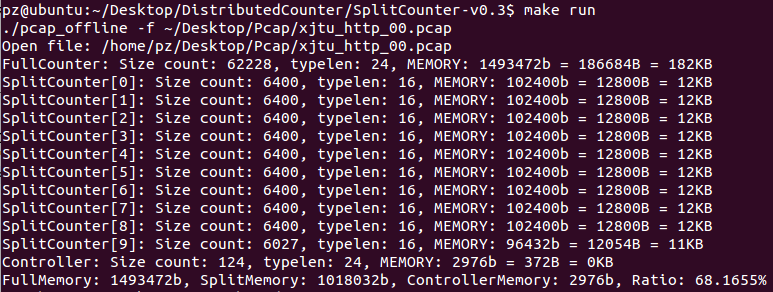 pz@ubuntu:~/Desktop/DistributedCounter/SplitCounter-v0.3$ make run
./pcap_offline -f ~/Desktop/Pcap/xjtu_http_00.pcap
Open file: /home/pz/Desktop/Pcap/xjtu_http_00.pcap
FullCounter: Size count: 62228, typelen: 24, MEMORY: 1493472b = 186684B = 182KB
SplitCounter[0]: Size count: 6400, typelen: 16, MEMORY: 102400b = 12800B = 12KB
SplitCounter[1]: Size count: 6400, typelen: 16, MEMORY: 102400b = 12800B = 12KB
SplitCounter[2]: Size count: 6400, typelen: 16, MEMORY: 102400b = 12800B = 12KB
SplitCounter[3]: Size count: 6400, typelen: 16, MEMORY: 102400b = 12800B = 12KB
SplitCounter[4]: Size count: 6400, typelen: 16, MEMORY: 102400b = 12800B = 12KB
SplitCounter[5]: Size count: 6400, typelen: 16, MEMORY: 102400b = 12800B = 12KB
SplitCounter[6]: Size count: 6400, typelen: 16, MEMORY: 102400b = 12800B = 12KB
SplitCounter[7]: Size count: 6400, typelen: 16, MEMORY: 102400b = 12800B = 12KB
SplitCounter[8]: Size count: 6400, typelen: 16, MEMORY: 102400b = 12800B = 12KB
SplitCounter[9]: Size count: 6027, typelen: 16, MEMORY: 96432b = 12054B = 11KB
Controller: Size count: 124, typelen: 24, MEMORY: 2976b = 372B = 0KB
FullMemory: 1493472b, SplitMemory: 1018032b, ControllerMemory: 2976b, Ratio: 68.1655%